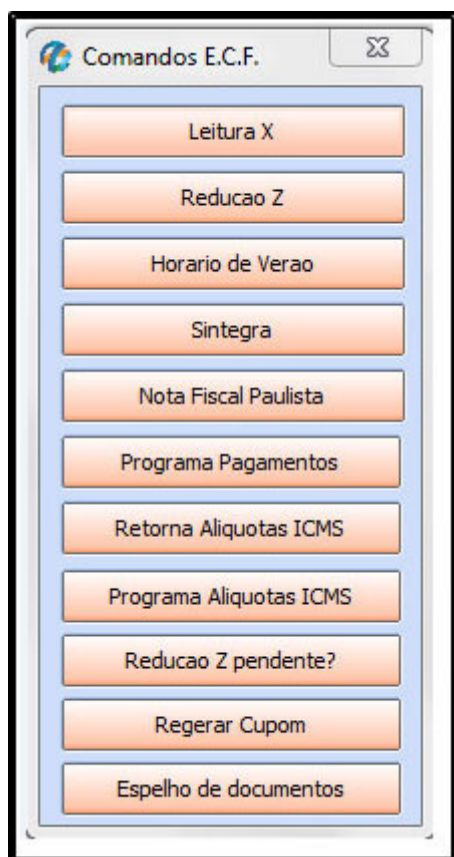 Comandos E.C.F.
Leitura X
Reducao Z
Horario de Verao
Sintegra
Nota Fiscal Paulista
Programa Pagamentos
Retorna Aliquotas ICMS
Programa Aliquotas ICMS
Reducao Z pendente?
Regerar Cupom
Espelho de documentos